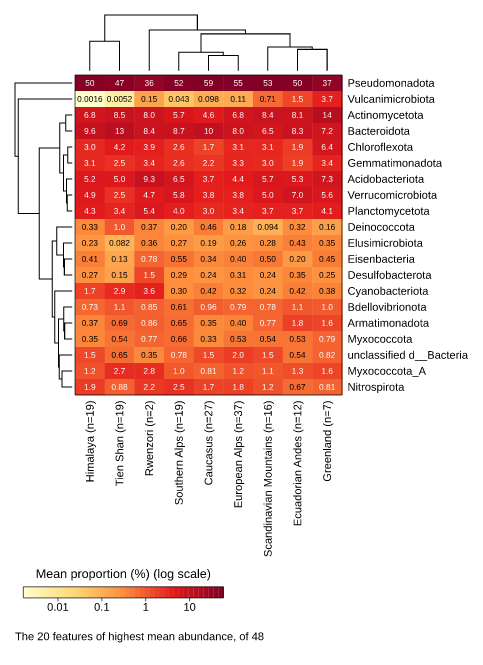 50 47 36 52 59 55 53 50 37 Pseudomonadota
0.0016 0.0052 0.15 0.043 0.098 0.11 0.71 1.5 3.7 Vulcanimicrobiota
6.8 8.5 8.0 5.7 4.6 6.8 8.4 8.1 14 Actinomycetota
9.6 13 8.4 8.7 10 8.0 6.5 8.3 7.2 Bacteroidota
3.0 4.2 3.9 2.6 1.7 3.1 3.1 1.9 6.4 Chloroflexota
3.1 2.5 3.4 2.6 2.2 3.3 3.0 1.9 3.4 Gemmatimonadota
5.2 5.0 9.3 6.5 3.7 4.4 5.7 5.3 7.3 Acidobacteriota
4.9 2.5 4.7 5.8 3.8 3.8 5.0 7.0 5.6 Verrucomicrobiota
4.3 3.4 5.4 4.0 3.0 3.4 3.7 3.7 4.1 Planctomycetota
0.33 1.0 0.37 0.20 0.46 0.18 0.094 0.32 0.16 Deinococcota
0.23 0.082 0.36 0.27 0.19 0.26 0.28 0.43 0.35 Elusimicrobiota
0.41 0.13 0.78 0.55 0.34 0.40 0.50 0.20 0.45 Eisenbacteria
0.27 0.15 1.5 0.29 0.24 0.31 0.24 0.35 0.25 Desulfobacterota
1.7 2.9 3.6 0.30 0.42 0.32 0.24 0.42 0.38 Cyanobacteriota
0.73 1.1 0.85 0.61 0.96 0.79 0.78 1.1 1.0 Bdellovibrionota
0.37 0.69 0.86 0.65 0.35 0.40 0.77 1.8 1.6 Armatimonadota
0.35 0.54 0.77 0.66 0.33 0.53 0.54 0.53 0.79 Myxococcota
1.5 0.65 0.35 0.78 1.5 2.0 1.5 0.54 0.82 unclassified d__Bacteria
1.2 2.7 2.8 1.0 0.81 1.2 1.1 1.3 1.6 Myxococcota_A
1.9 0.88 2.2 2.5 1.7 1.8 1.2 0.67 0.81 Nitrospirota
Himalaya (n=19)
Tien Shan (n=19)
Rwenzori (n=2)
Southern Alps (n=19)
Caucasus (n=27)
European Alps (n=37)
Scandinavian Mountains (n=16)
Ecuadorian Andes (n=12)
Greenland (n=7)
Mean proportion (%) (log scale)
0.01 0.1 1 10
The 20 features of highest mean abundance, of 48